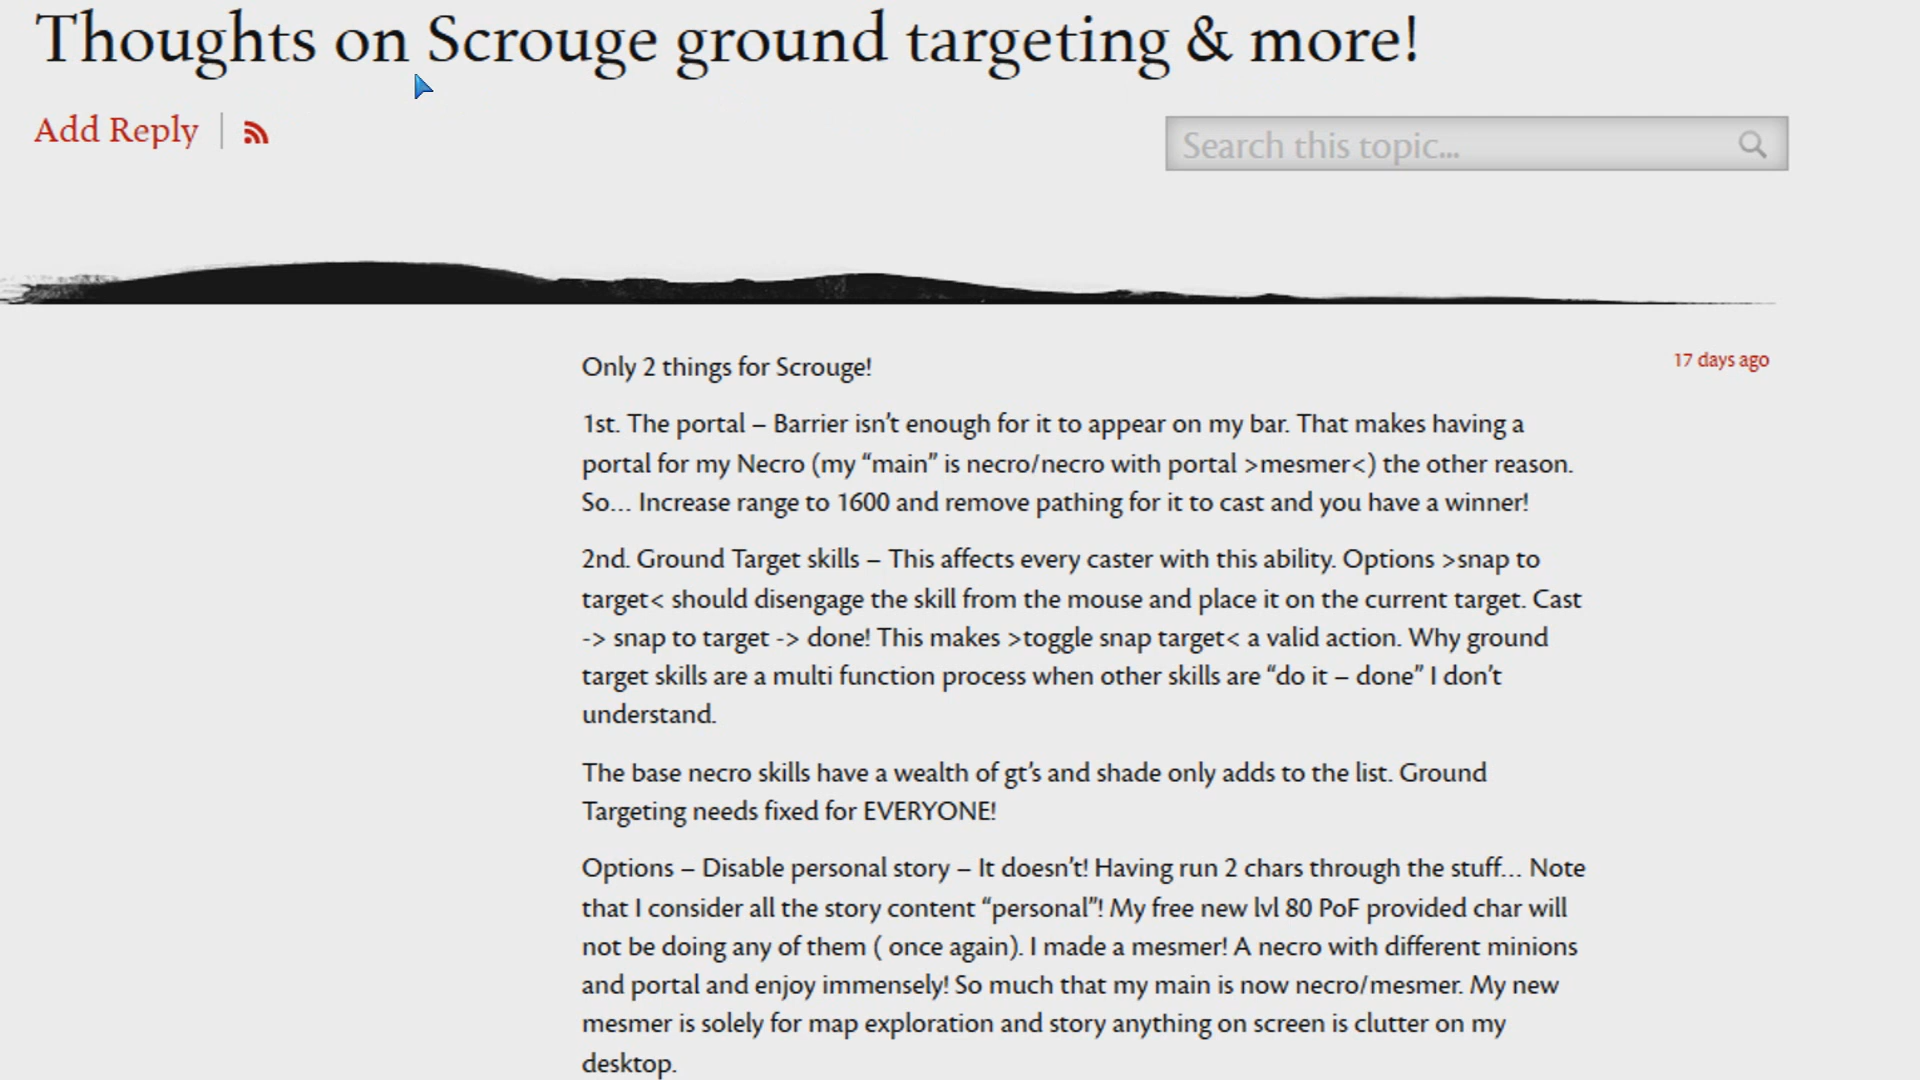 Thoughts on Scrouge ground targeting & more!
Add Reply
Search this topic...
Only 2 things for Scrouge!
17 days ago
1st. The portal – Barrier isn’t enough for it to appear on my bar. That makes having a
portal for my Necro (my “main” is necro/necro with portal >mesmer<) the other reason.
So… Increase range to 1600 and remove pathing for it to cast and you have a winner!
2nd. Ground Target skills – This affects every caster with this ability. Options >snap to
target< should disengage the skill from the mouse and place it on the current target. Cast
-> snap to target -> done! This makes >toggle snap target< a valid action. Why ground
target skills are a multi function process when other skills are “do it – done” I don’t
understand.
The base necro skills have a wealth of gt’s and shade only adds to the list. Ground
Targeting needs fixed for EVERYONE!
Options – Disable personal story – It doesn’t! Having run 2 chars through the stuff… Note
that I consider all the story content “personal”! My free new lvl 80 PoF provided char will
not be doing any of them ( once again). I made a mesmer! A necro with different minions
and portal and enjoy immensely! So much that my main is now necro/mesmer. My new
mesmer is solely for map exploration and story anything on screen is clutter on my
desktop.